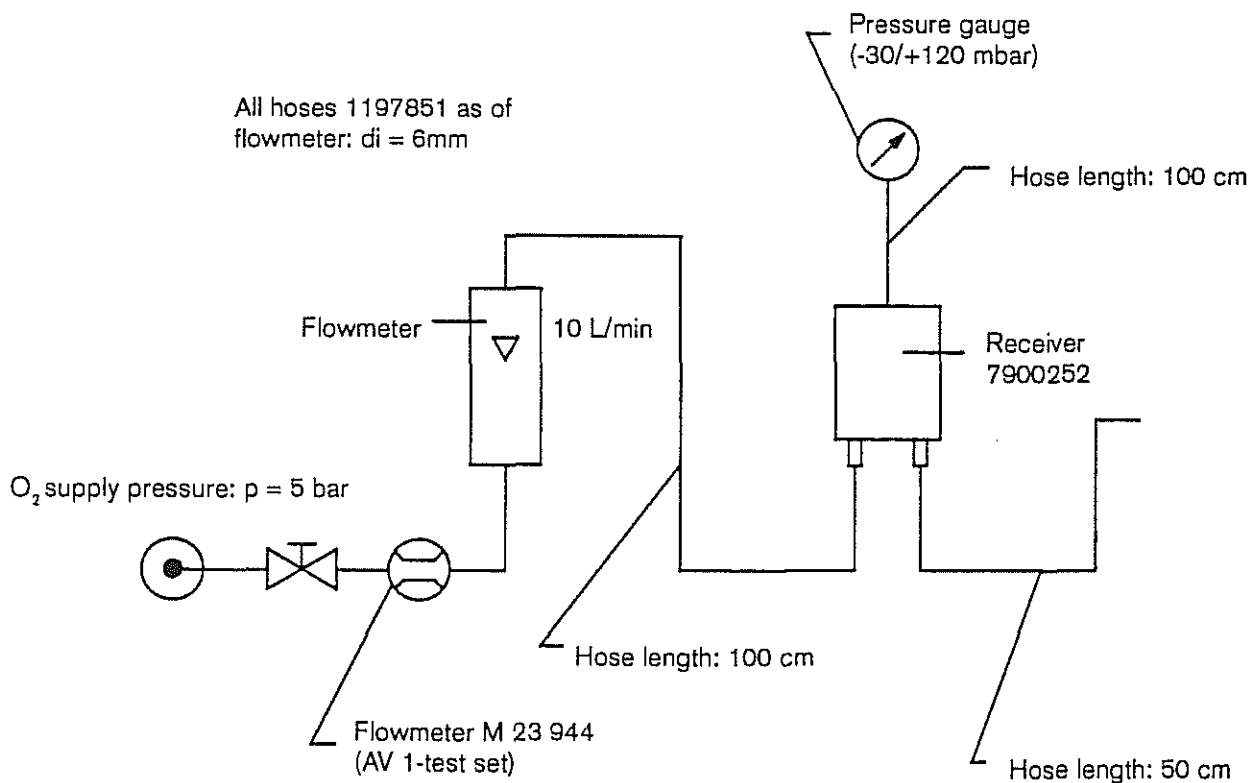 Pressure gauge
(-30/+120 mbar)
All hoses 1197851 as of
flowmeter: di = 6mm
Hose length: 100 cm
Flowmeter
10 L/min
Receiver
7900252
O₂ supply pressure: p = 5 bar
Hose length: 100 cm
Flowmeter M 23 944
(AV 1-test set)
Hose length: 50 cm